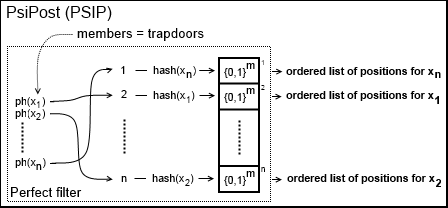 PsiPost (PSIP)
members = trapdoors
1 hash(xn) {0,1}m 1 ordered list of positions for xn
ph(x1) 2 hash(x1) {0,1}m 2 ordered list of positions for x1
ph(x2)
ph(xn)
n hash(x2) {0,1}m n ordered list of positions for x2
Perfect filter